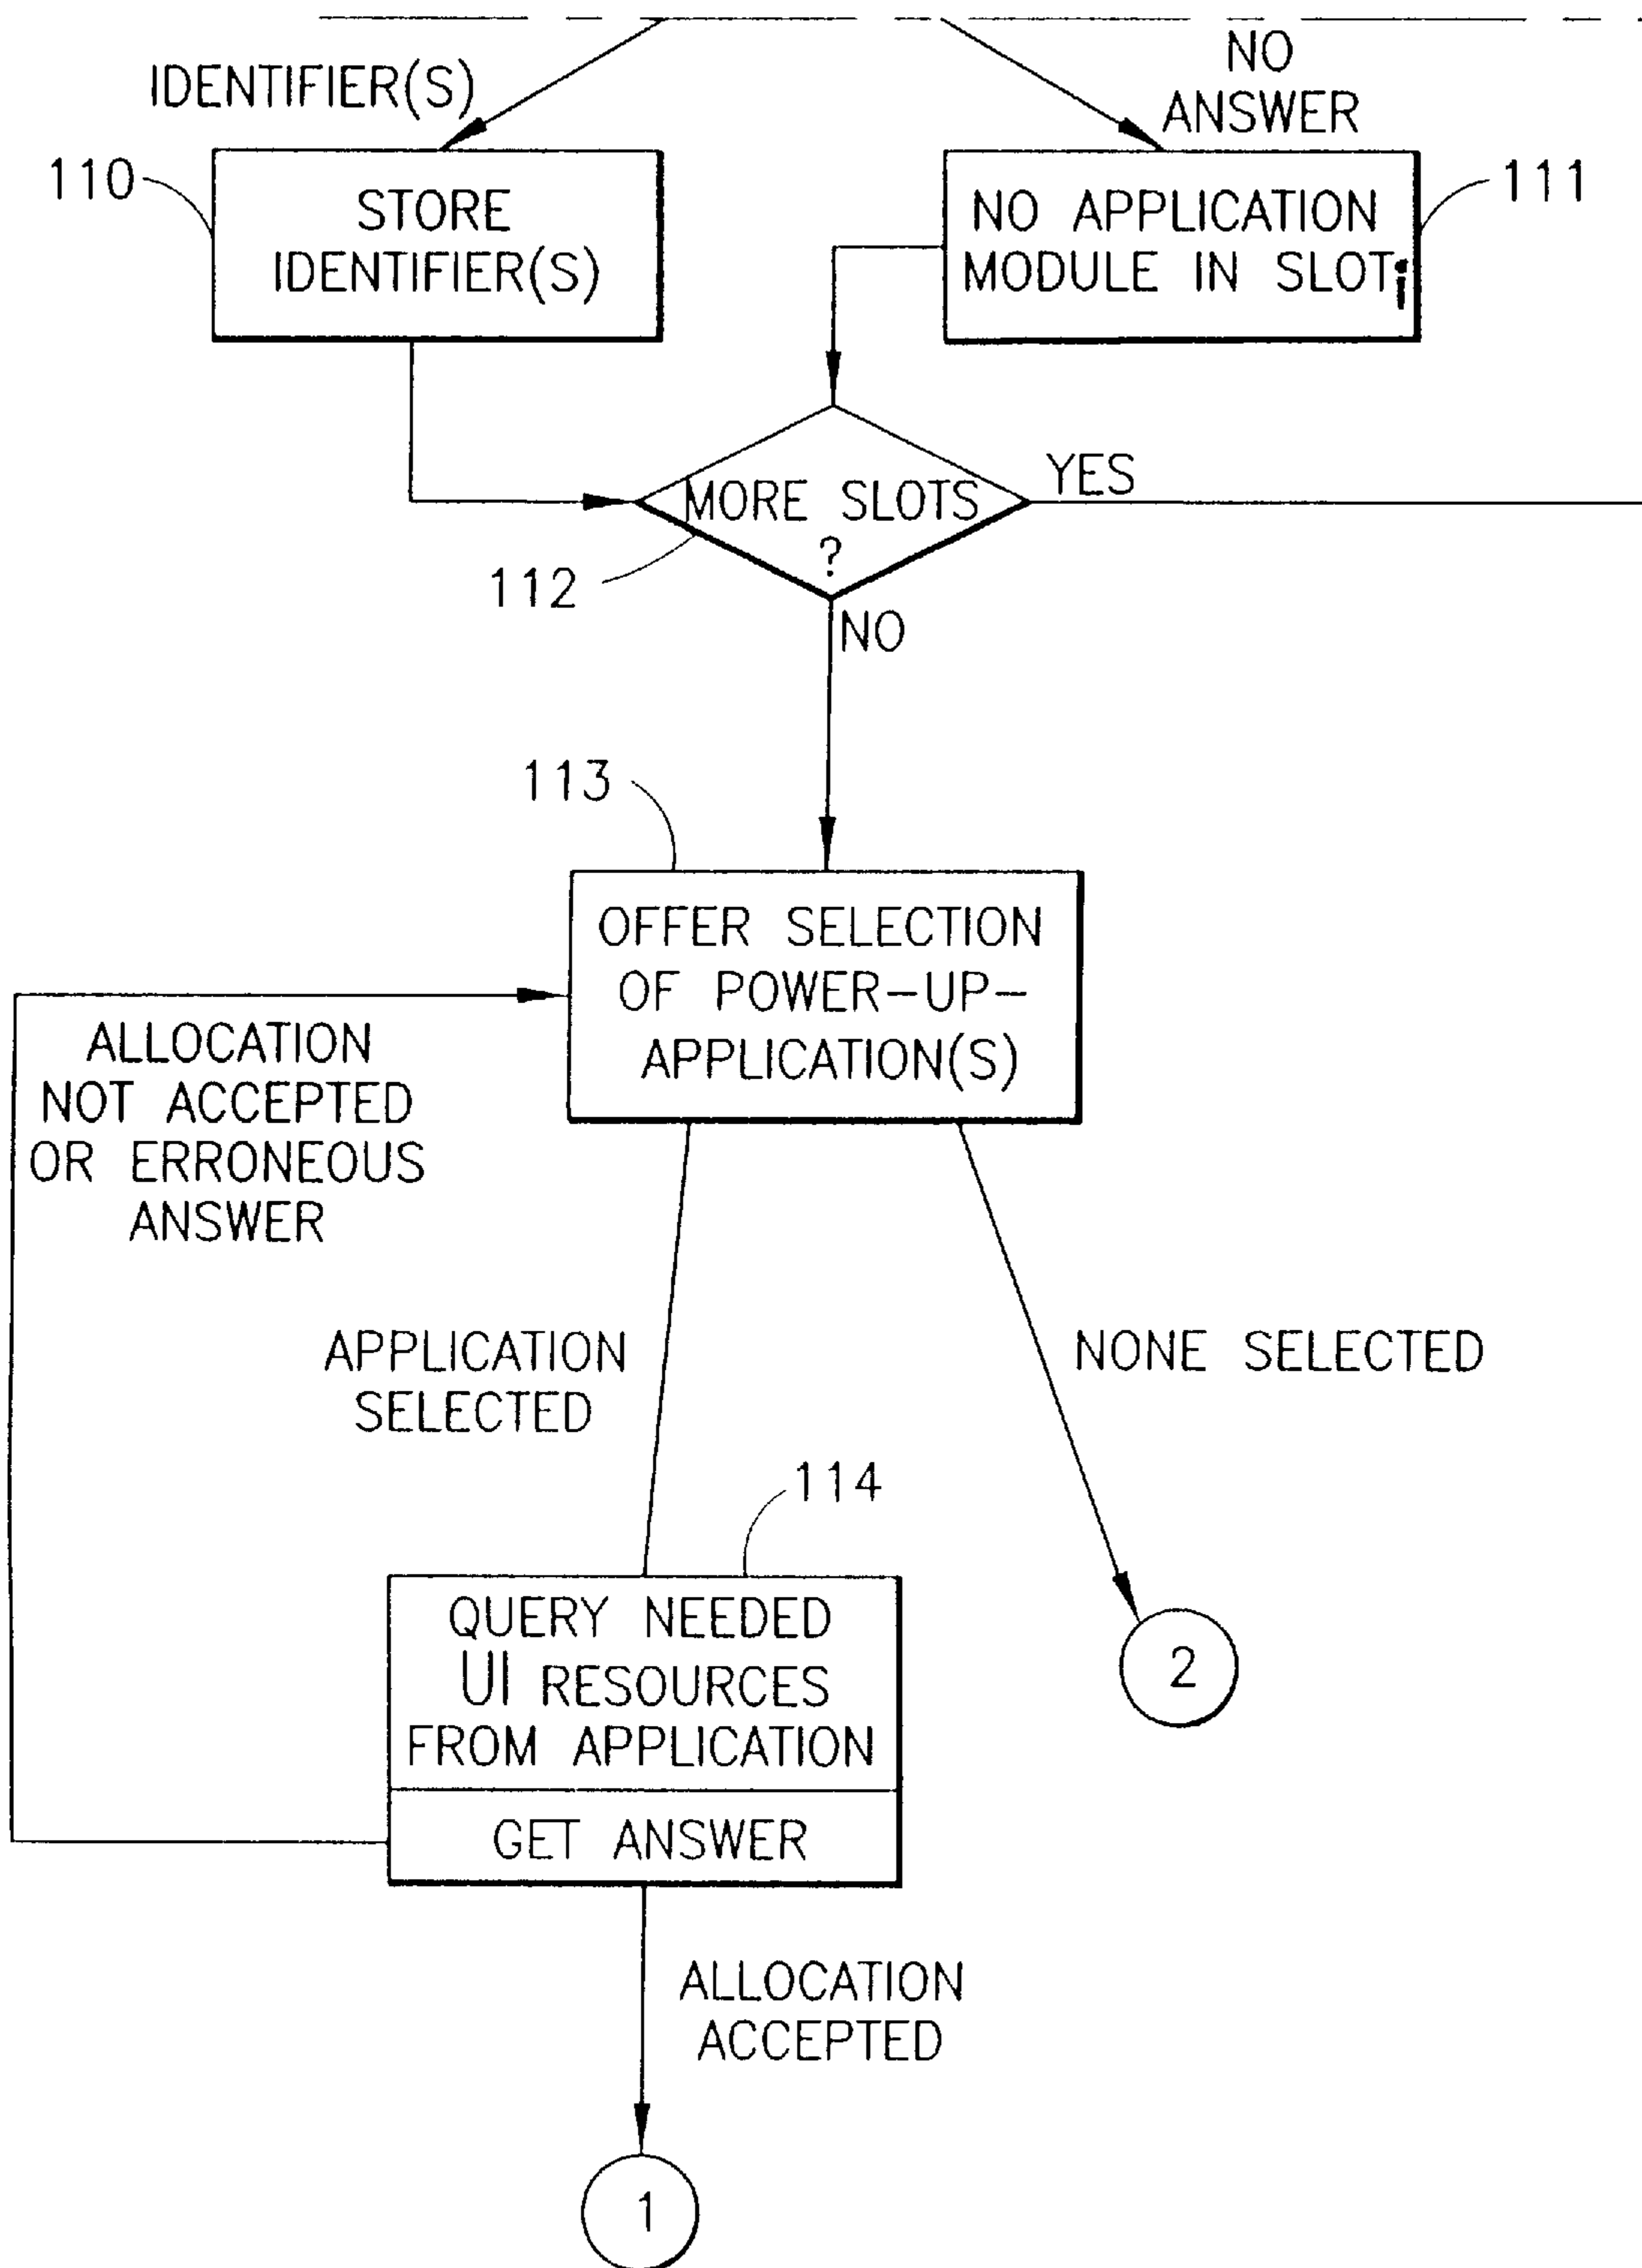 IDENTIFIER(S)
NO
ANSWER
110
STORE
IDENTIFIER(S)
NO APPLICATION
MODULE IN SLOTi
111
MORE SLOTS
?
YES
112
NO
113
OFFER SELECTION
OF POWER-UP-
APPLICATION(S)
ALLOCATION
NOT ACCEPTED
OR ERRONEOUS
ANSWER
APPLICATION
SELECTED
NONE SELECTED
114
QUERY NEEDED
UI RESOURCES
FROM APPLICATION
GET ANSWER
2
ALLOCATION
ACCEPTED
1